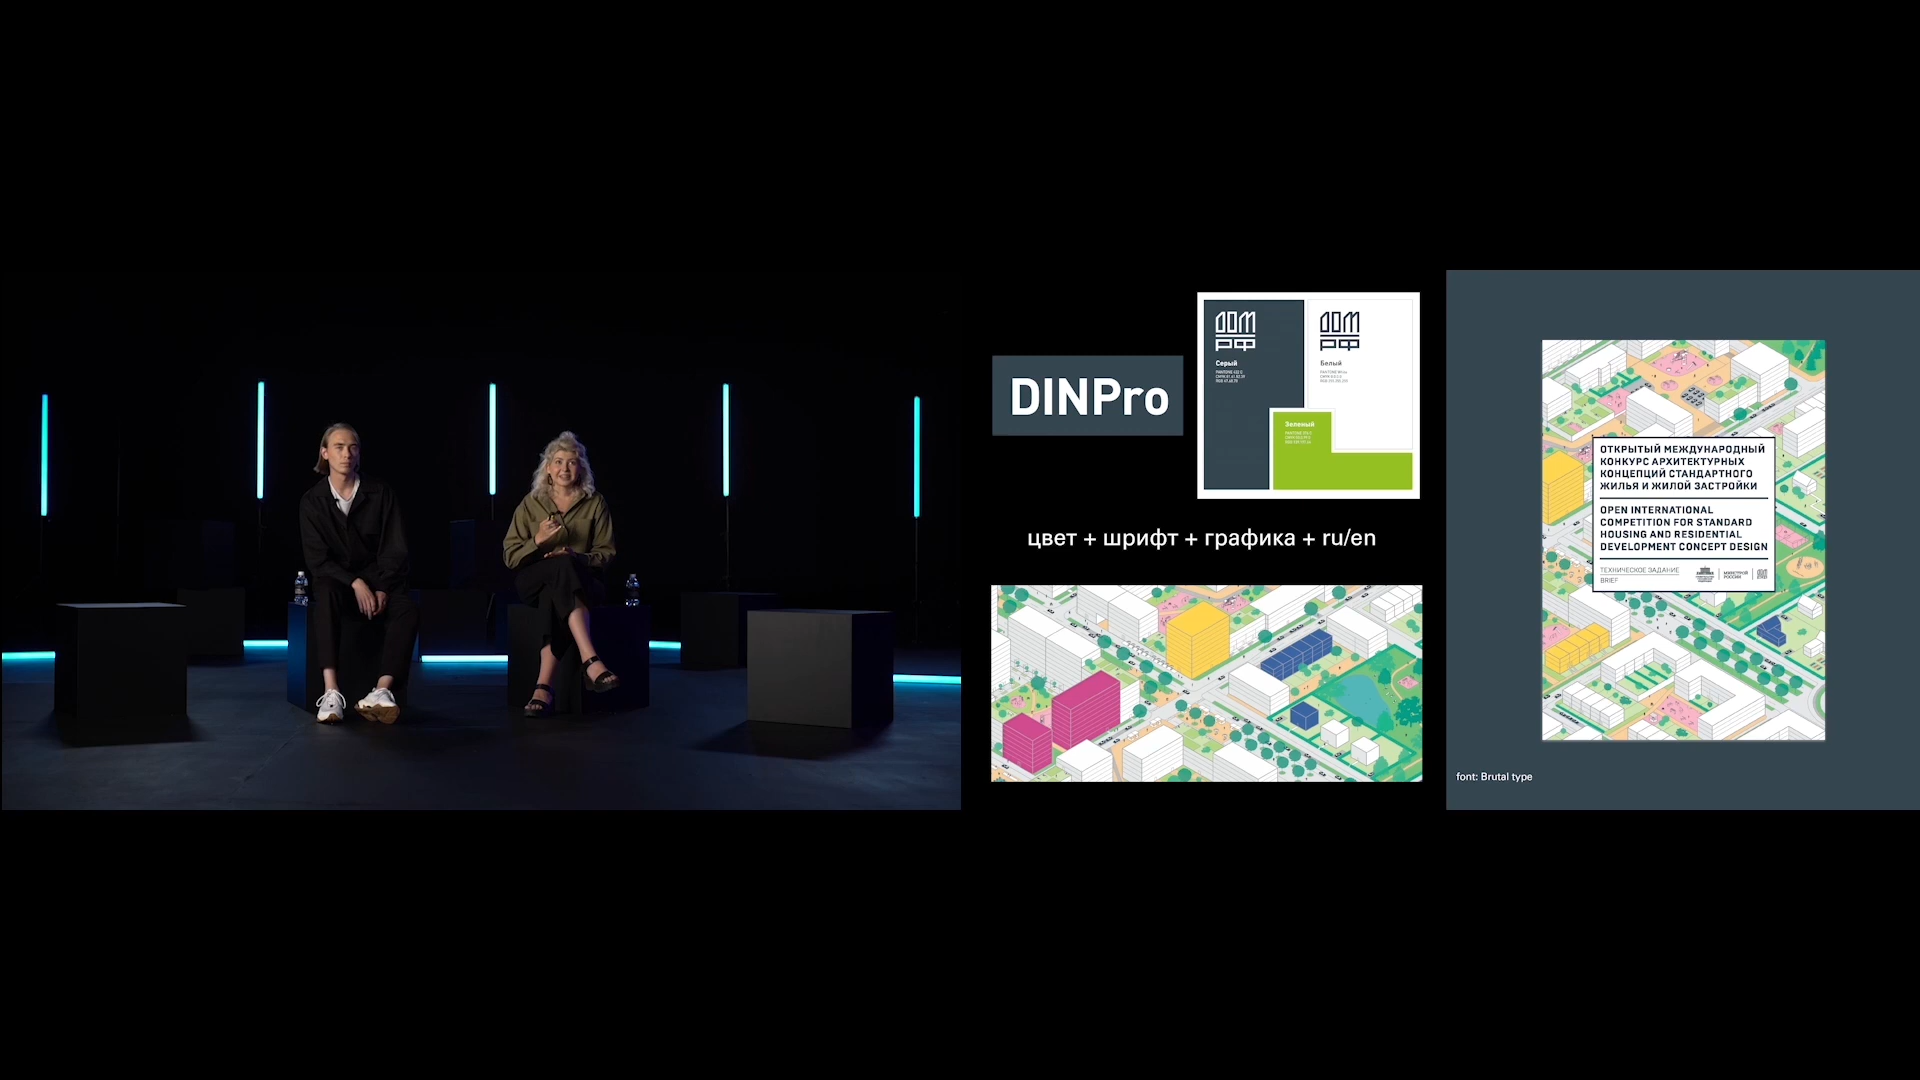 DINPro
ДОМ
РФ
Серый
ДОМ
РФ
Белый
Зеленый
цвет + шрифт + графика + ru/en
ОТКРЫТЫЙ МЕЖДУНАРОДНЫЙ
КОНКУРС АРХИТЕКТУРНЫХ
КОНЦЕПЦИЙ СТАНДАРТНОГО
ЖИЛЬЯ И ЖИЛОЙ ЗАСТРОЙКИ
OPEN INTERNATIONAL
COMPETITION FOR STANDARD
HOUSING AND RESIDENTIAL
DEVELOPMENT CONCEPT DESIGN
ТЕХНИЧЕСКОЕ ЗАДАНИЕ
BRIEF
МИНСТРОЙ
РОССИИ
font: Brutal type